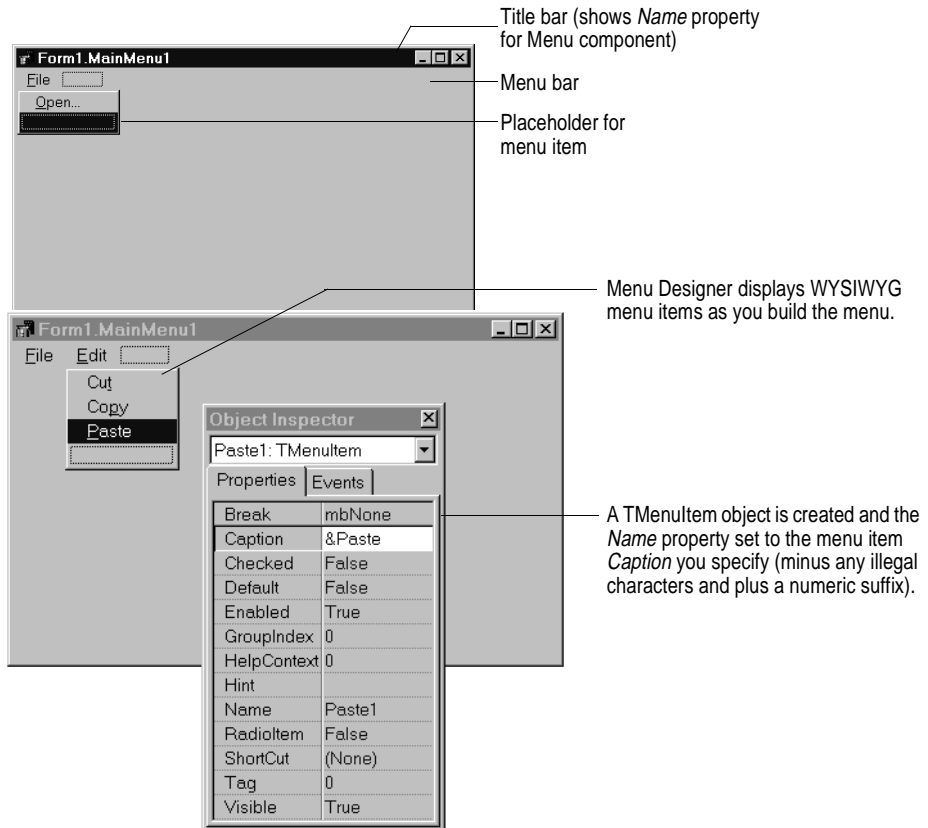 Title bar (shows Name property
for Menu component)
Form1.MainMenu1
File
Menu bar
Open...
Placeholder for
menu item
Menu Designer displays WYSIWYG
menu items as you build the menu.
Form1.MainMenu1
File Edit
Cut
Copy
Paste
Object Inspector
Paste1: TMenuItem
Properties Events
Break mbNone
Caption &Paste
Checked False
Default False
Enabled True
GroupIndex 0
HelpContext 0
Hint
Name Paste1
RadioItem False
ShortCut (None)
Tag 0
Visible True
A TMenuItem object is created and the
Name property set to the menu item
Caption you specify (minus any illegal
characters and plus a numeric suffix).